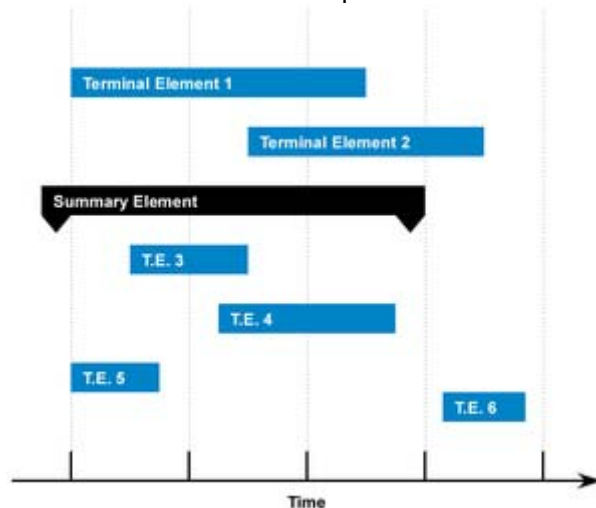 Terminal Element 1
Terminal Element 2
Summary Element
T.E. 3
T.E. 4
T.E. 5
T.E. 6
Time